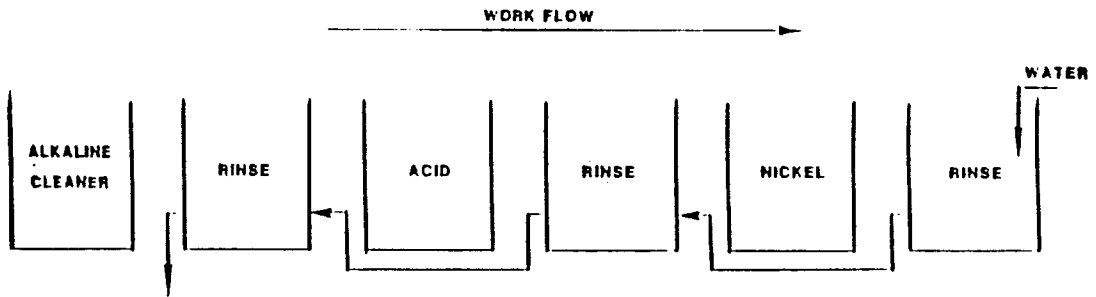 WORK FLOW
WATER
ALKALINE
CLEANER
RINSE
ACID
RINSE
NICKEL
RINSE